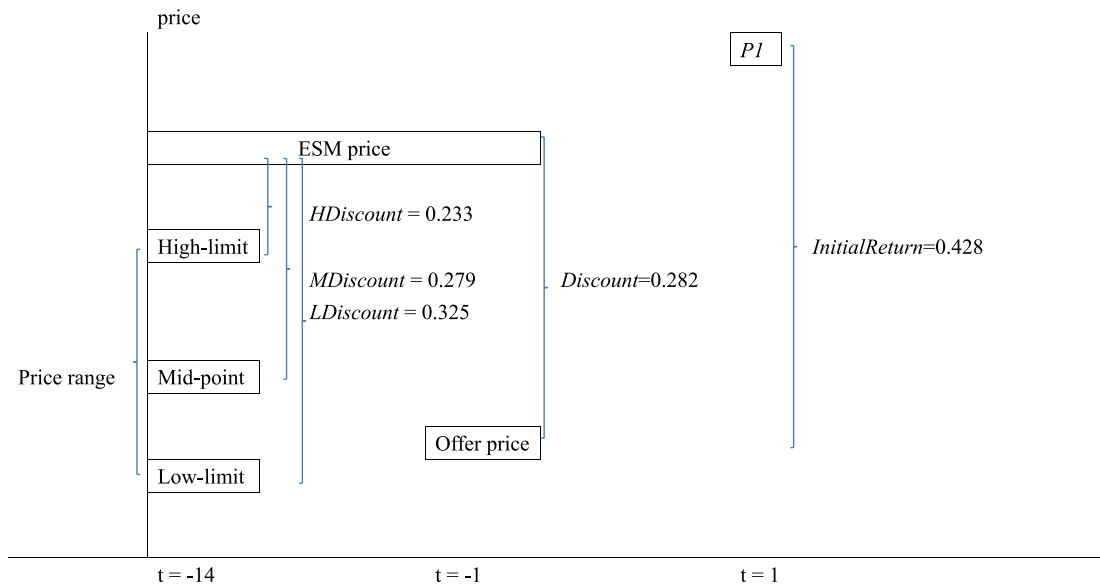 price
P1
ESM price
HDiscount = 0.233
High-limit
InitialReturn=0.428
MDiscount = 0.279
Discount=0.282
LDiscount = 0.325
Price range
Mid-point
Offer price
Low-limit
t = -14
t = -1
t = 1